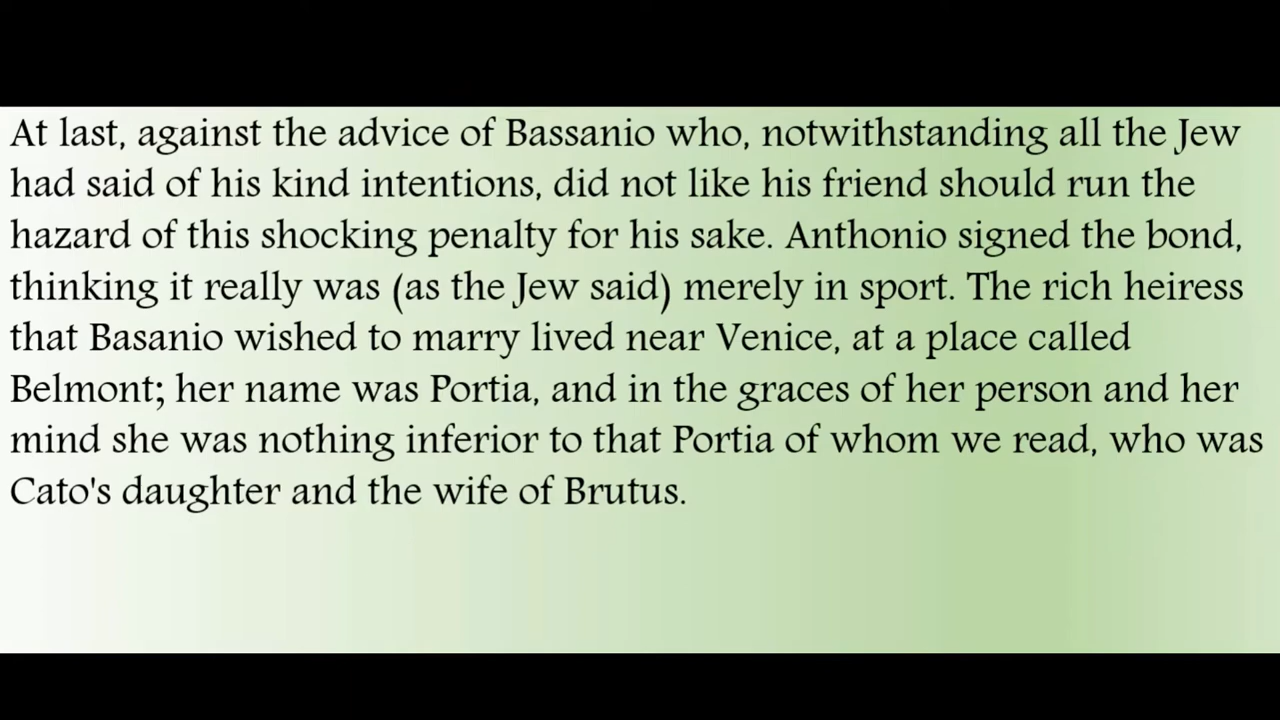 At last, against the advice of Bassanio who, notwithstanding all the Jew
had said of his kind intentions, did not like his friend should run the
hazard of this shocking penalty for his sake. Anthonio signed the bond,
thinking it really was (as the Jew said) merely in sport. The rich heiress
that Basanio wished to marry lived near Venice, at a place called
Belmont; her name was Portia, and in the graces of her person and her
mind she was nothing inferior to that Portia of whom we read, who was
Cato's daughter and the wife of Brutus.